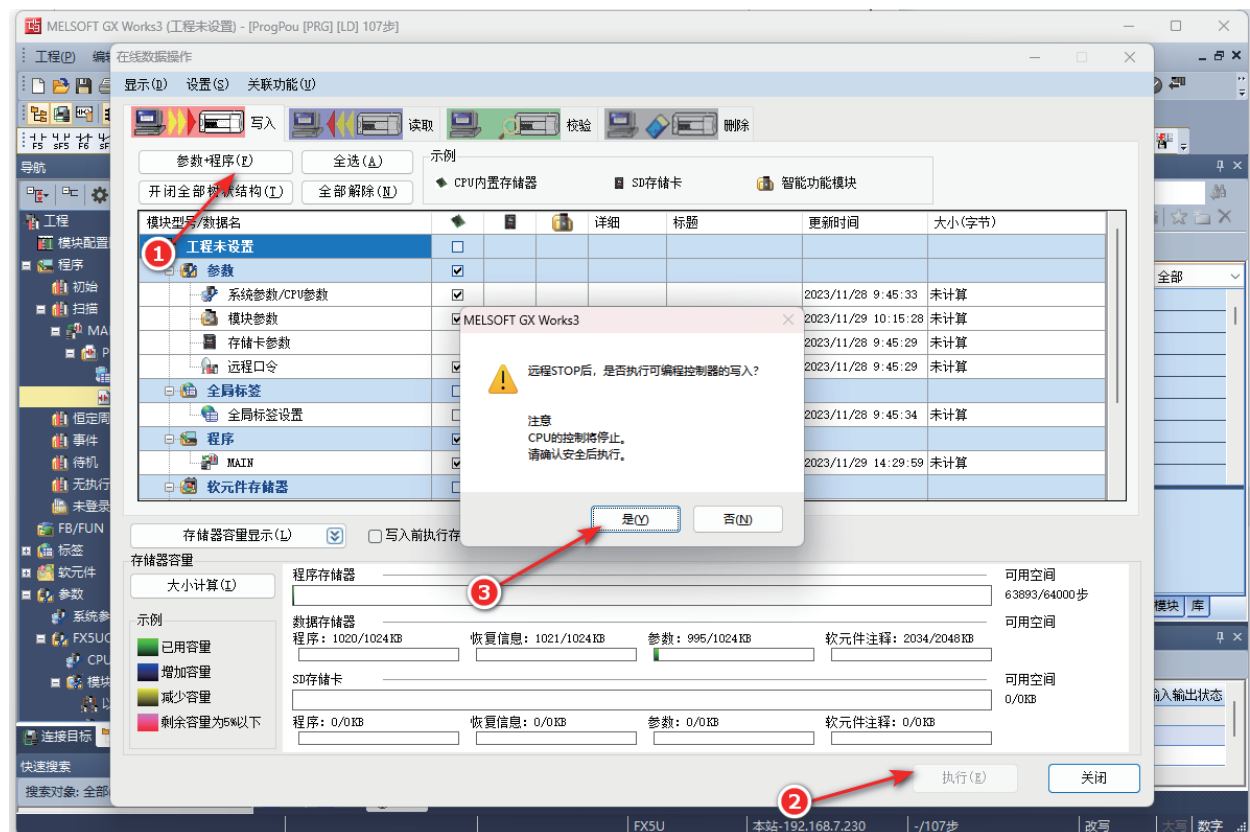 MELSOFT GX Works3 (工程未设置) - [ProgPou [PRG] [LD] 107步]
工程(P) 编辑
在线数据操作
显示(D) 设置(S) 关联功能(U)
写入 读取 校验 删除
F5 sF5 F6
导航
参数+程序(F) 全选(A)
开闭全部树状结构(T) 全部解除(N)
示例
CPU内置存储器 SD存储卡 智能功能模块
模块型号/数据名 详细 标题 更新时间 大小(字节)
工程未设置
参数
系统参数/CPU参数 2023/11/28 9:45:33 未计算
模块参数 2023/11/29 10:15:28 未计算
存储卡参数 2023/11/28 9:45:29 未计算
远程口令 2023/11/28 9:45:29 未计算
全局标签
全局标签设置 2023/11/28 9:45:34 未计算
程序
MAIN 2023/11/29 14:29:59 未计算
软元件存储器
1
MELSOFT GX Works3
远程STOP后，是否执行可编程控制器的写入?
注意
CPU的控制将停止。
请确认安全后执行。
是(Y) 否(N)
3
存储器容量显示(L) 写入前执行存
存储器容量
大小计算(I)
示例
已用容量
增加容量
减少容量
剩余容量为5%以下
程序存储器 可用空间
63893/64000步
数据存储器 可用空间
程序: 1020/1024KB 恢复信息: 1021/1024KB 参数: 995/1024KB 软元件注释: 2034/2048KB
SD存储卡 可用空间
0/0KB
程序: 0/0KB 恢复信息: 0/0KB 参数: 0/0KB 软元件注释: 0/0KB
2
执行(E) 关闭
工程
模块配置
程序
初始
扫描
MA
P
恒定周
事件
待机
无执行
未登录
FB/FUN
标签
软元件
参数
系统参
FX5UC
CPU
模块
以
连接目标
快速搜索
搜索对象: 全部
全部
模块 库
输入输出状态
FX5U 本站-192.168.7.230 -/107步 改写 大写 数字